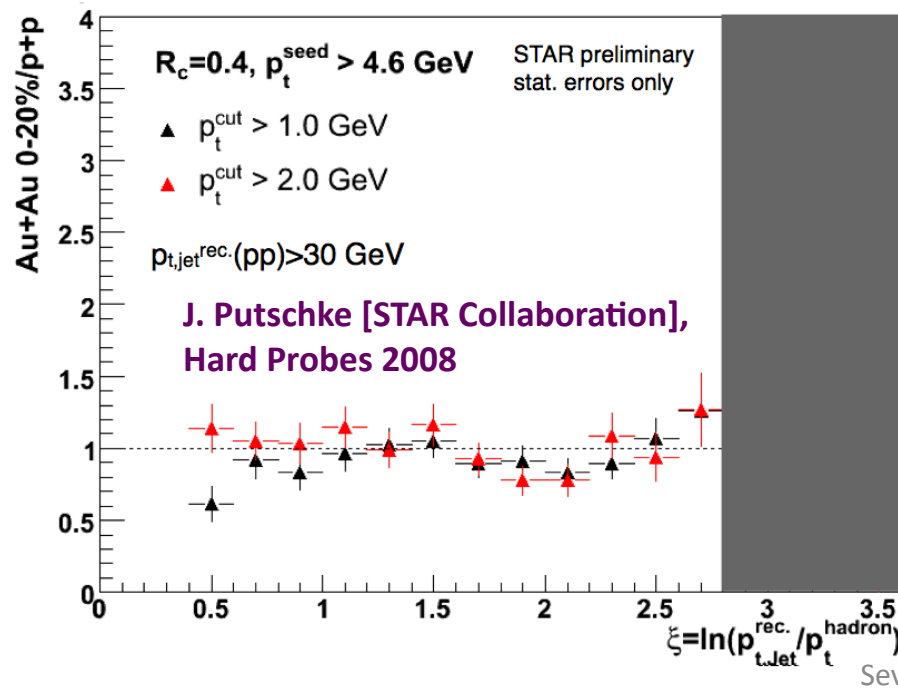 Au+Au 0-20%/p+p
4
3.5
3
2.5
2
1.5
1
0.5
0
R_c=0.4, p_t^seed > 4.6 GeV
STAR preliminary
stat. errors only
▲ p_t^cut > 1.0 GeV
▲ p_t^cut > 2.0 GeV
p_t,jet^rec.(pp)>30 GeV
J. Putschke [STAR Collaboration],
Hard Probes 2008
0 0.5 1 1.5 2 2.5 3 3.5
ξ=ln(p_t,Jet^rec./p_t^hadron)
Sev